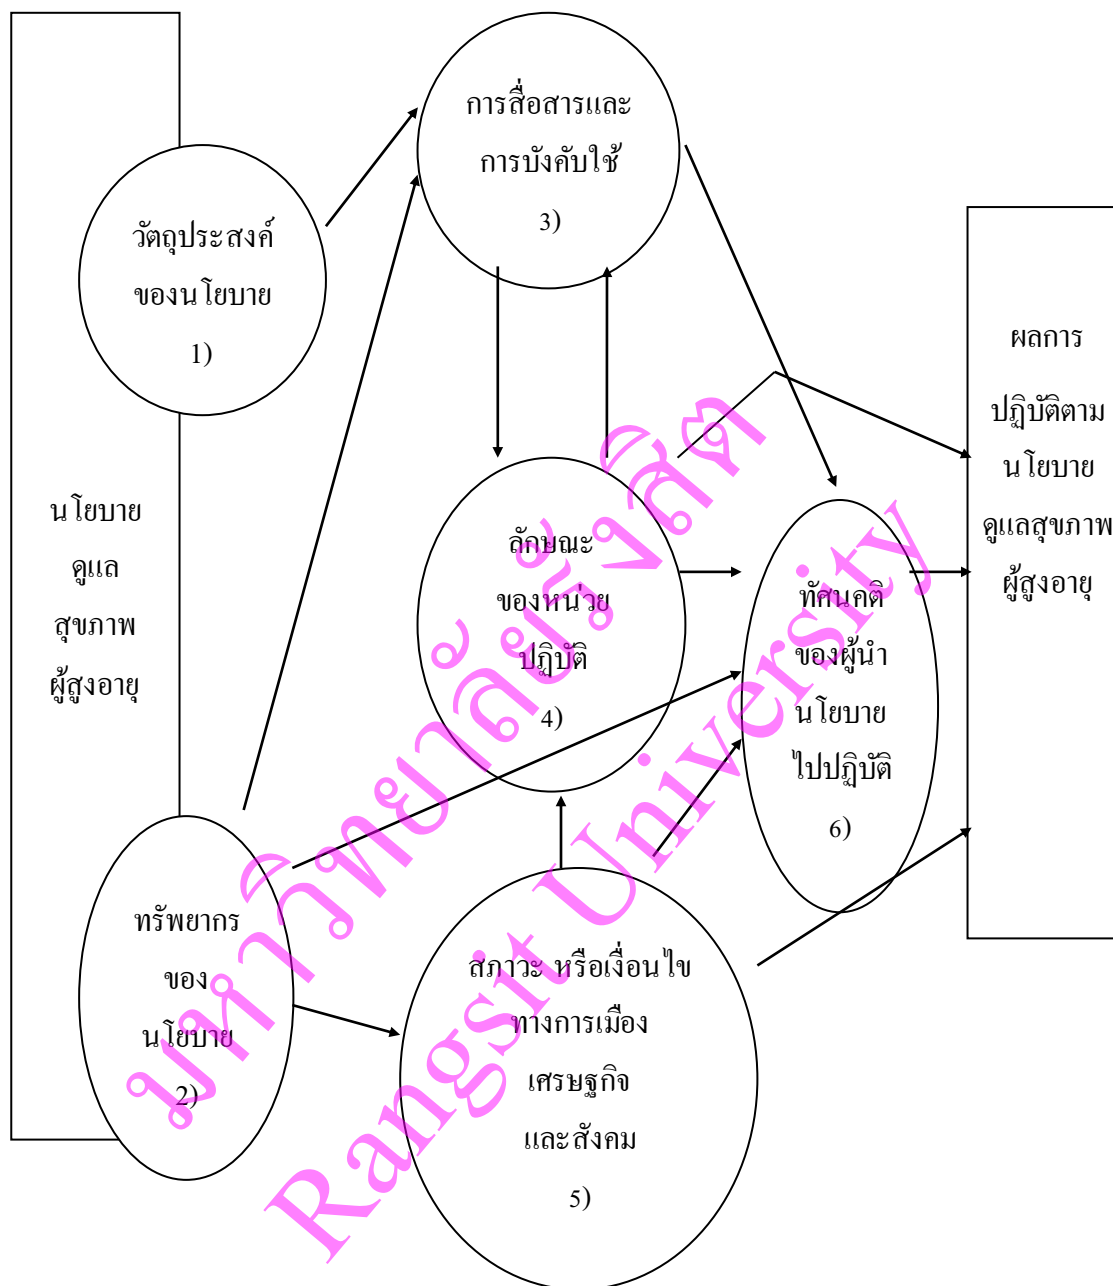 นโยบาย
ดูแล
สุขภาพ
ผู้สูงอายุ
วัตถุประสงค์
ของนโยบาย
1)
ทรัพยากร
ของ
นโยบาย
2)
การสื่อสารและ
การบังคับใช้
3)
ลักษณะ
ของหน่วย
ปฏิบัติ
4)
สภาวะ หรือเงื่อนไข
ทางการเมือง
เศรษฐกิจ
และสังคม
5)
ทัศนคติ
ของผู้นำ
นโยบาย
ไปปฏิบัติ
6)
ผลการ
ปฏิบัติตาม
นโยบาย
ดูแลสุขภาพ
ผู้สูงอายุ
มหาวิทยาลัยรังสิต
Rangsit University